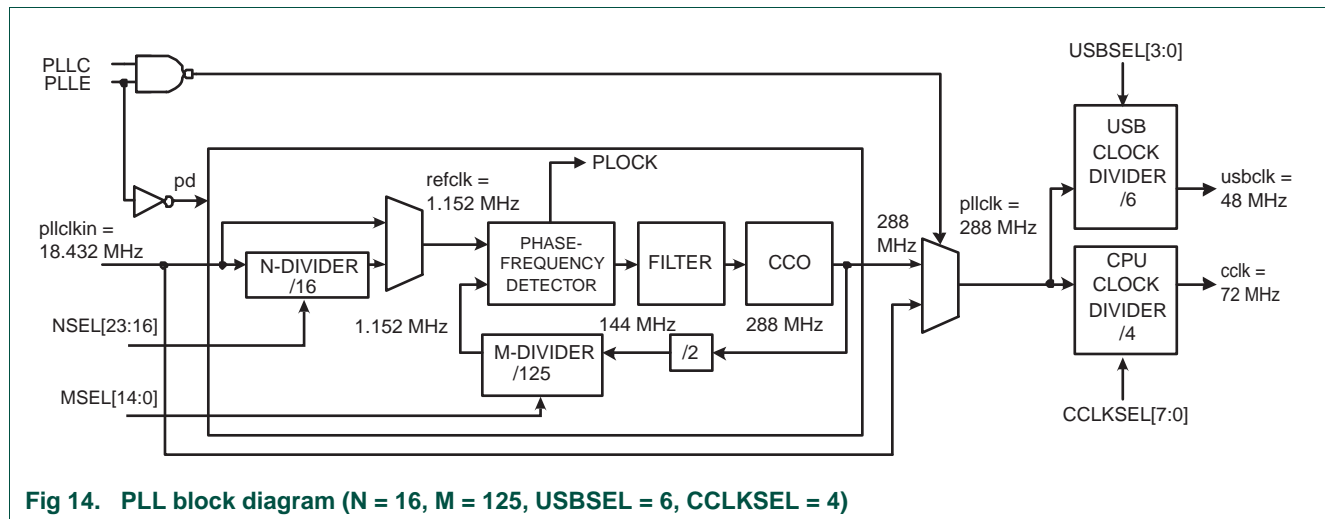 PLLC
PLLE
pd
pllclkin =
18.432 MHz
NSEL[23:16]
MSEL[14:0]
N-DIVIDER
/16
refclk =
1.152 MHz
PLOCK
PHASE-
FREQUENCY
DETECTOR
FILTER
CCO
1.152 MHz
144 MHz
288 MHz
M-DIVIDER
/125
/2
288
MHz
pllclk =
288 MHz
USBSEL[3:0]
USB
CLOCK
DIVIDER
/6
usbclk =
48 MHz
CPU
CLOCK
DIVIDER
/4
cclk =
72 MHz
CCLKSEL[7:0]
Fig 14. PLL block diagram (N = 16, M = 125, USBSEL = 6, CCLKSEL = 4)